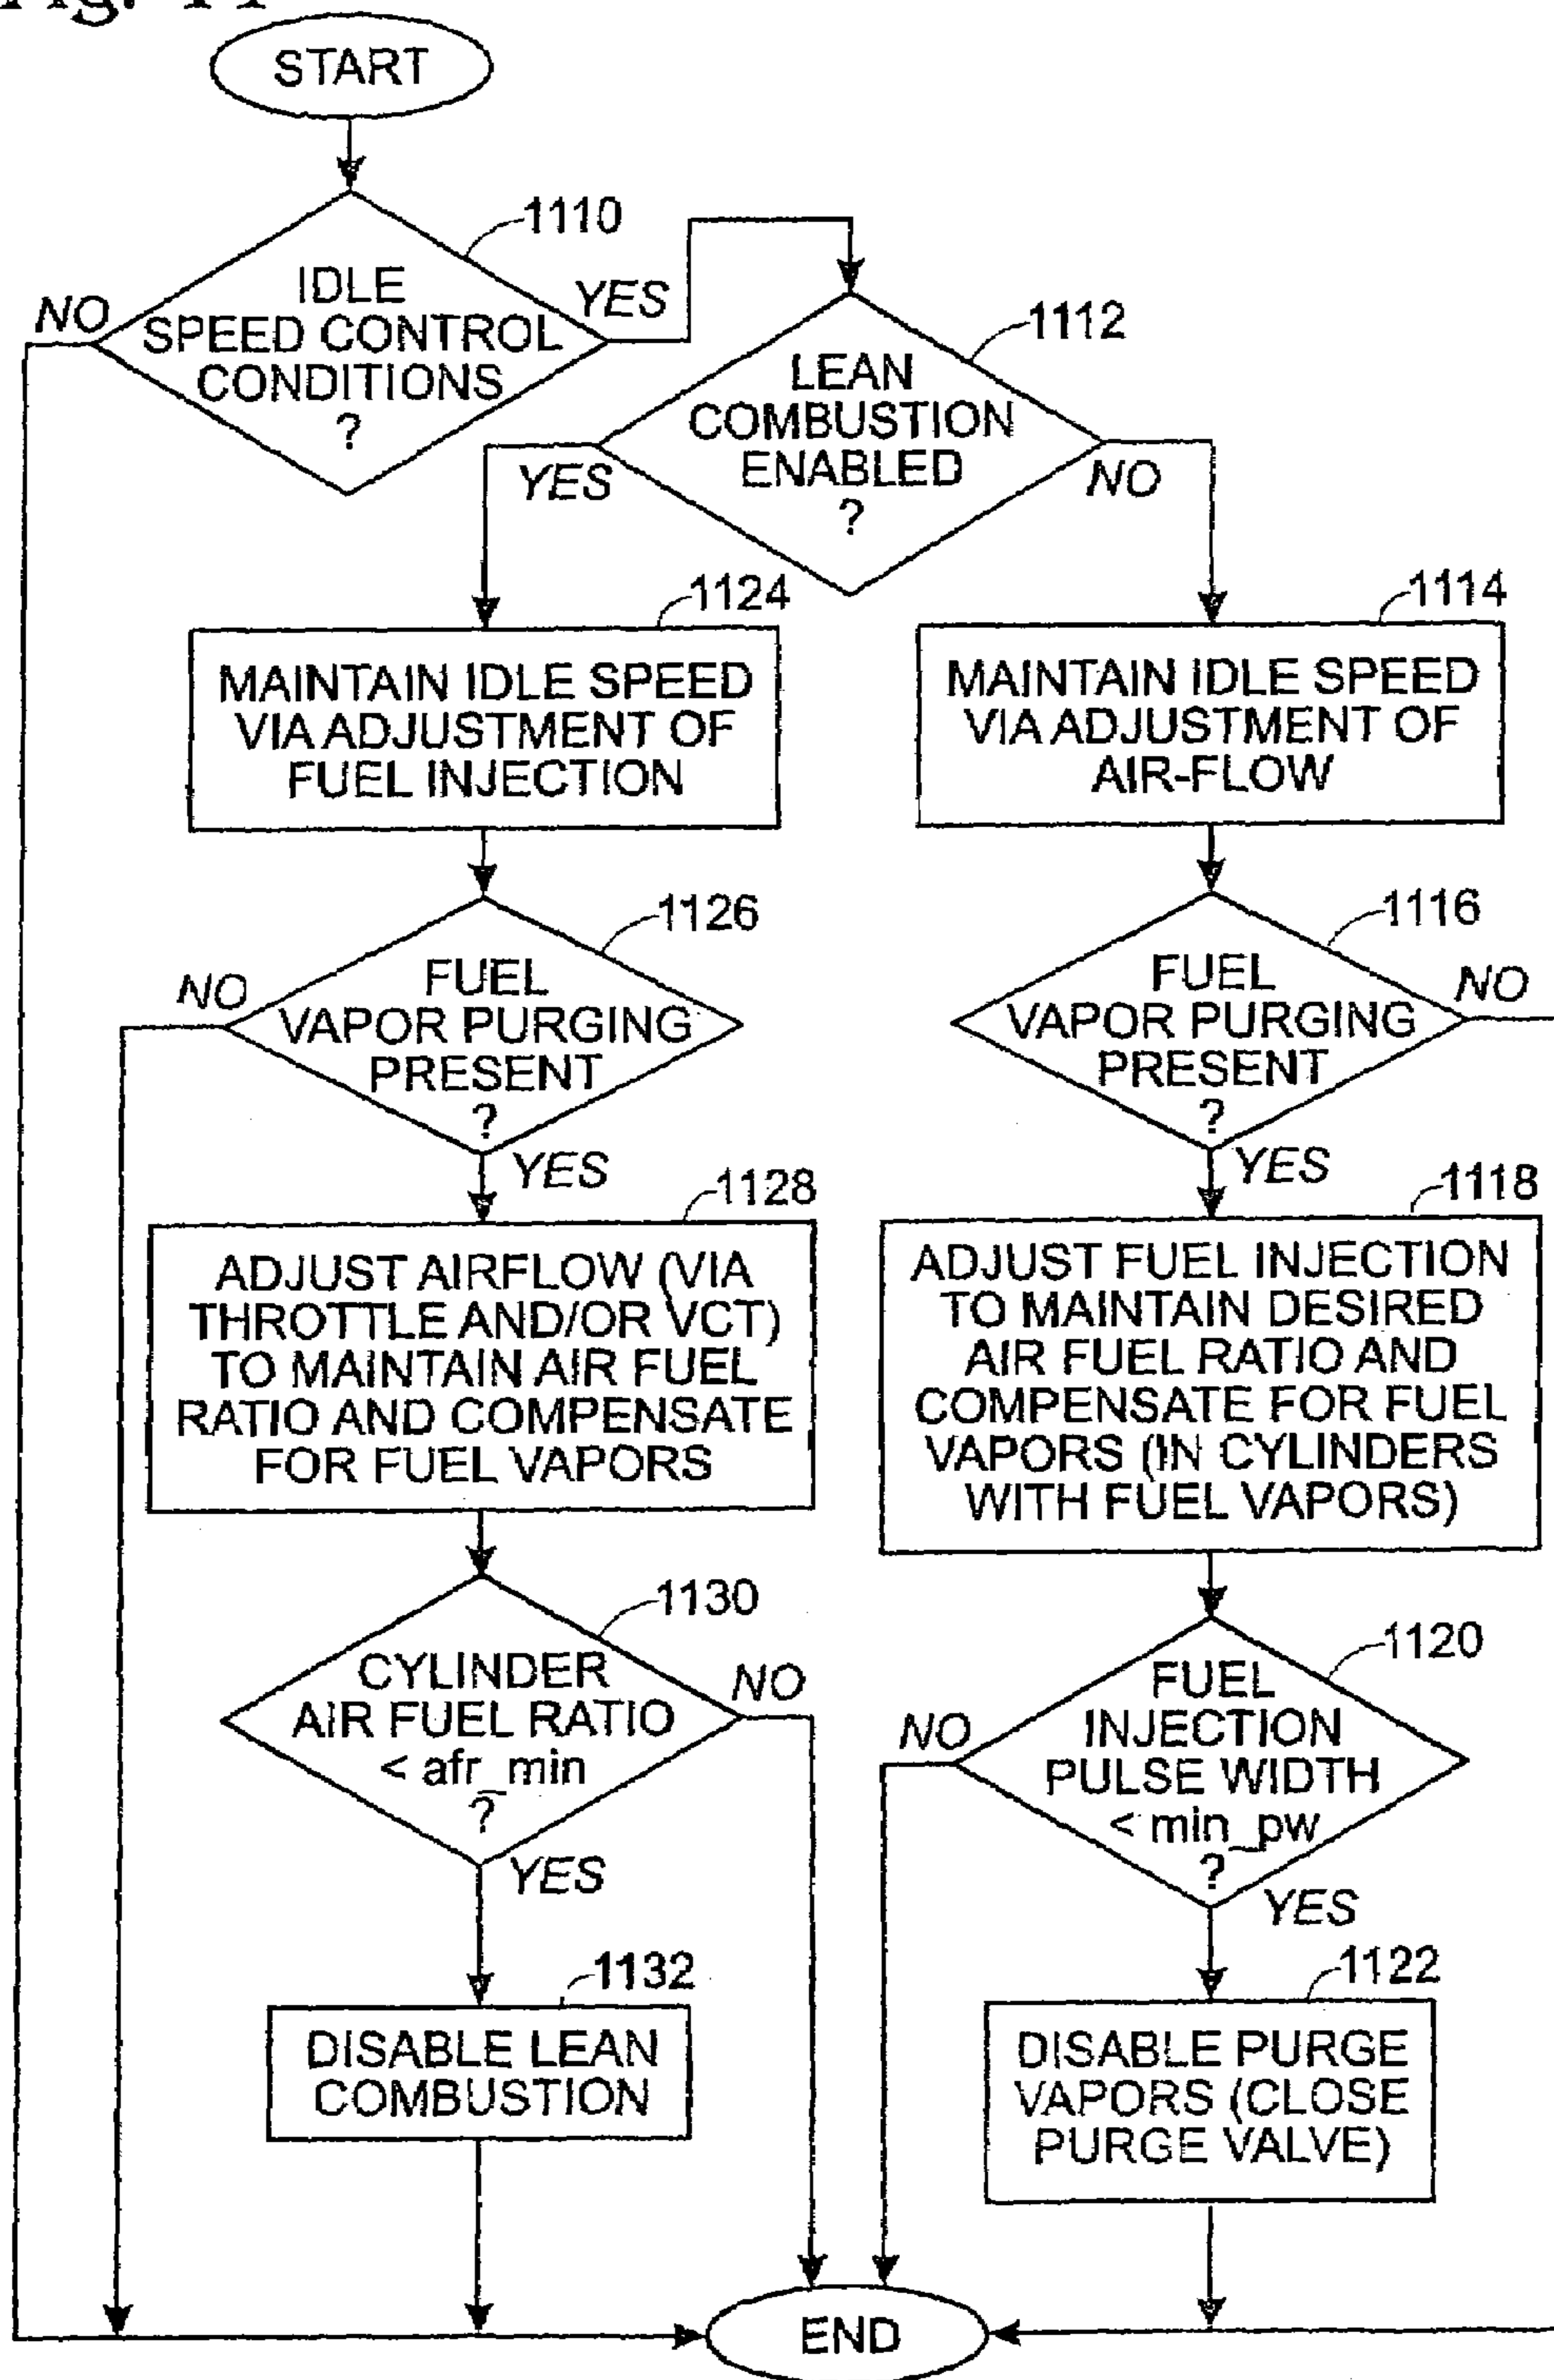 START
1110
IDLE
SPEED CONTROL
CONDITIONS
?
NO
YES
1112
LEAN
COMBUSTION
ENABLED
?
YES
NO
1124
MAINTAIN IDLE SPEED
VIA ADJUSTMENT OF
FUEL INJECTION
1114
MAINTAIN IDLE SPEED
VIA ADJUSTMENT OF
AIR-FLOW
1126
FUEL
VAPOR PURGING
PRESENT
?
NO
YES
1116
FUEL
VAPOR PURGING
PRESENT
?
NO
YES
1128
ADJUST AIRFLOW (VIA
THROTTLE AND/OR VCT)
TO MAINTAIN AIR FUEL
RATIO AND COMPENSATE
FOR FUEL VAPORS
1118
ADJUST FUEL INJECTION
TO MAINTAIN DESIRED
AIR FUEL RATIO AND
COMPENSATE FOR FUEL
VAPORS (IN CYLINDERS
WITH FUEL VAPORS)
1130
CYLINDER
AIR FUEL RATIO
< afr_min
?
NO
YES
1120
FUEL
INJECTION
PULSE WIDTH
< min_pw
?
NO
YES
1132
DISABLE LEAN
COMBUSTION
1122
DISABLE PURGE
VAPORS (CLOSE
PURGE VALVE)
END